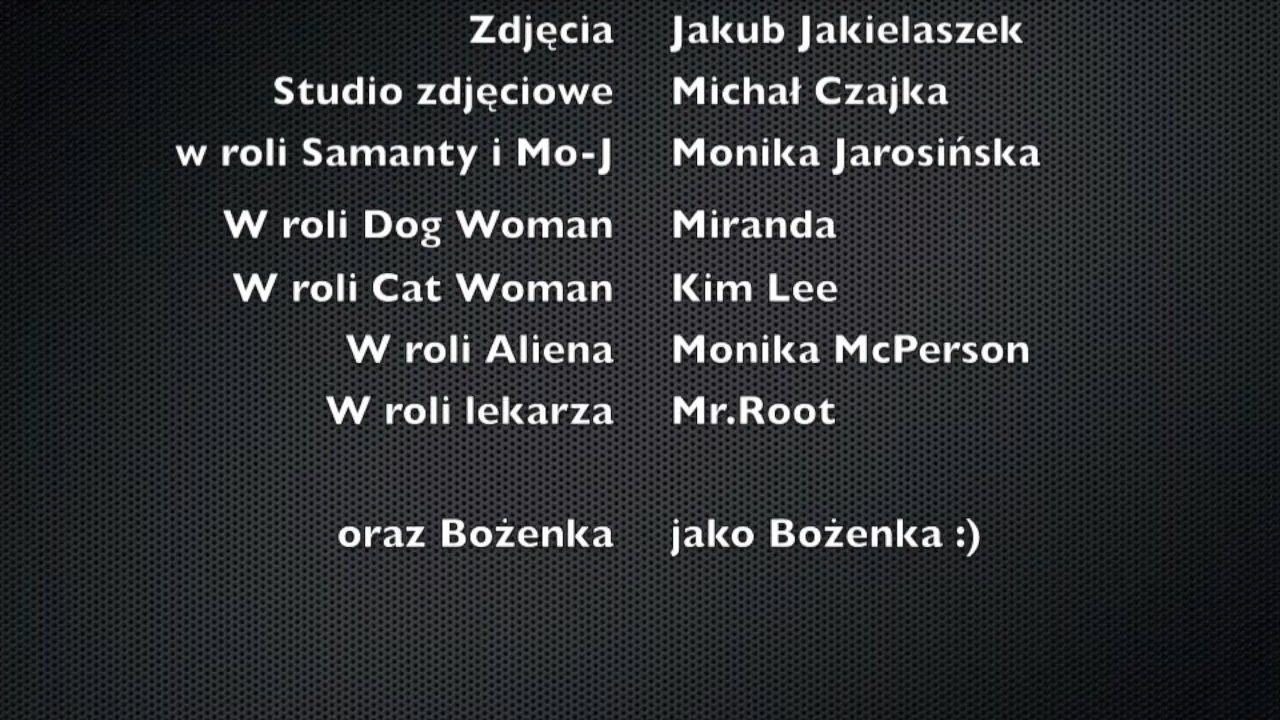 Zdjęcia Jakub Jakielaszek
Studio zdjęciowe Michał Czajka
w roli Samanty i Mo-J Monika Jarosińska
W roli Dog Woman Miranda
W roli Cat Woman Kim Lee
W roli Aliena Monika McPerson
W roli lekarza Mr.Root
oraz Bożenka jako Bożenka :)